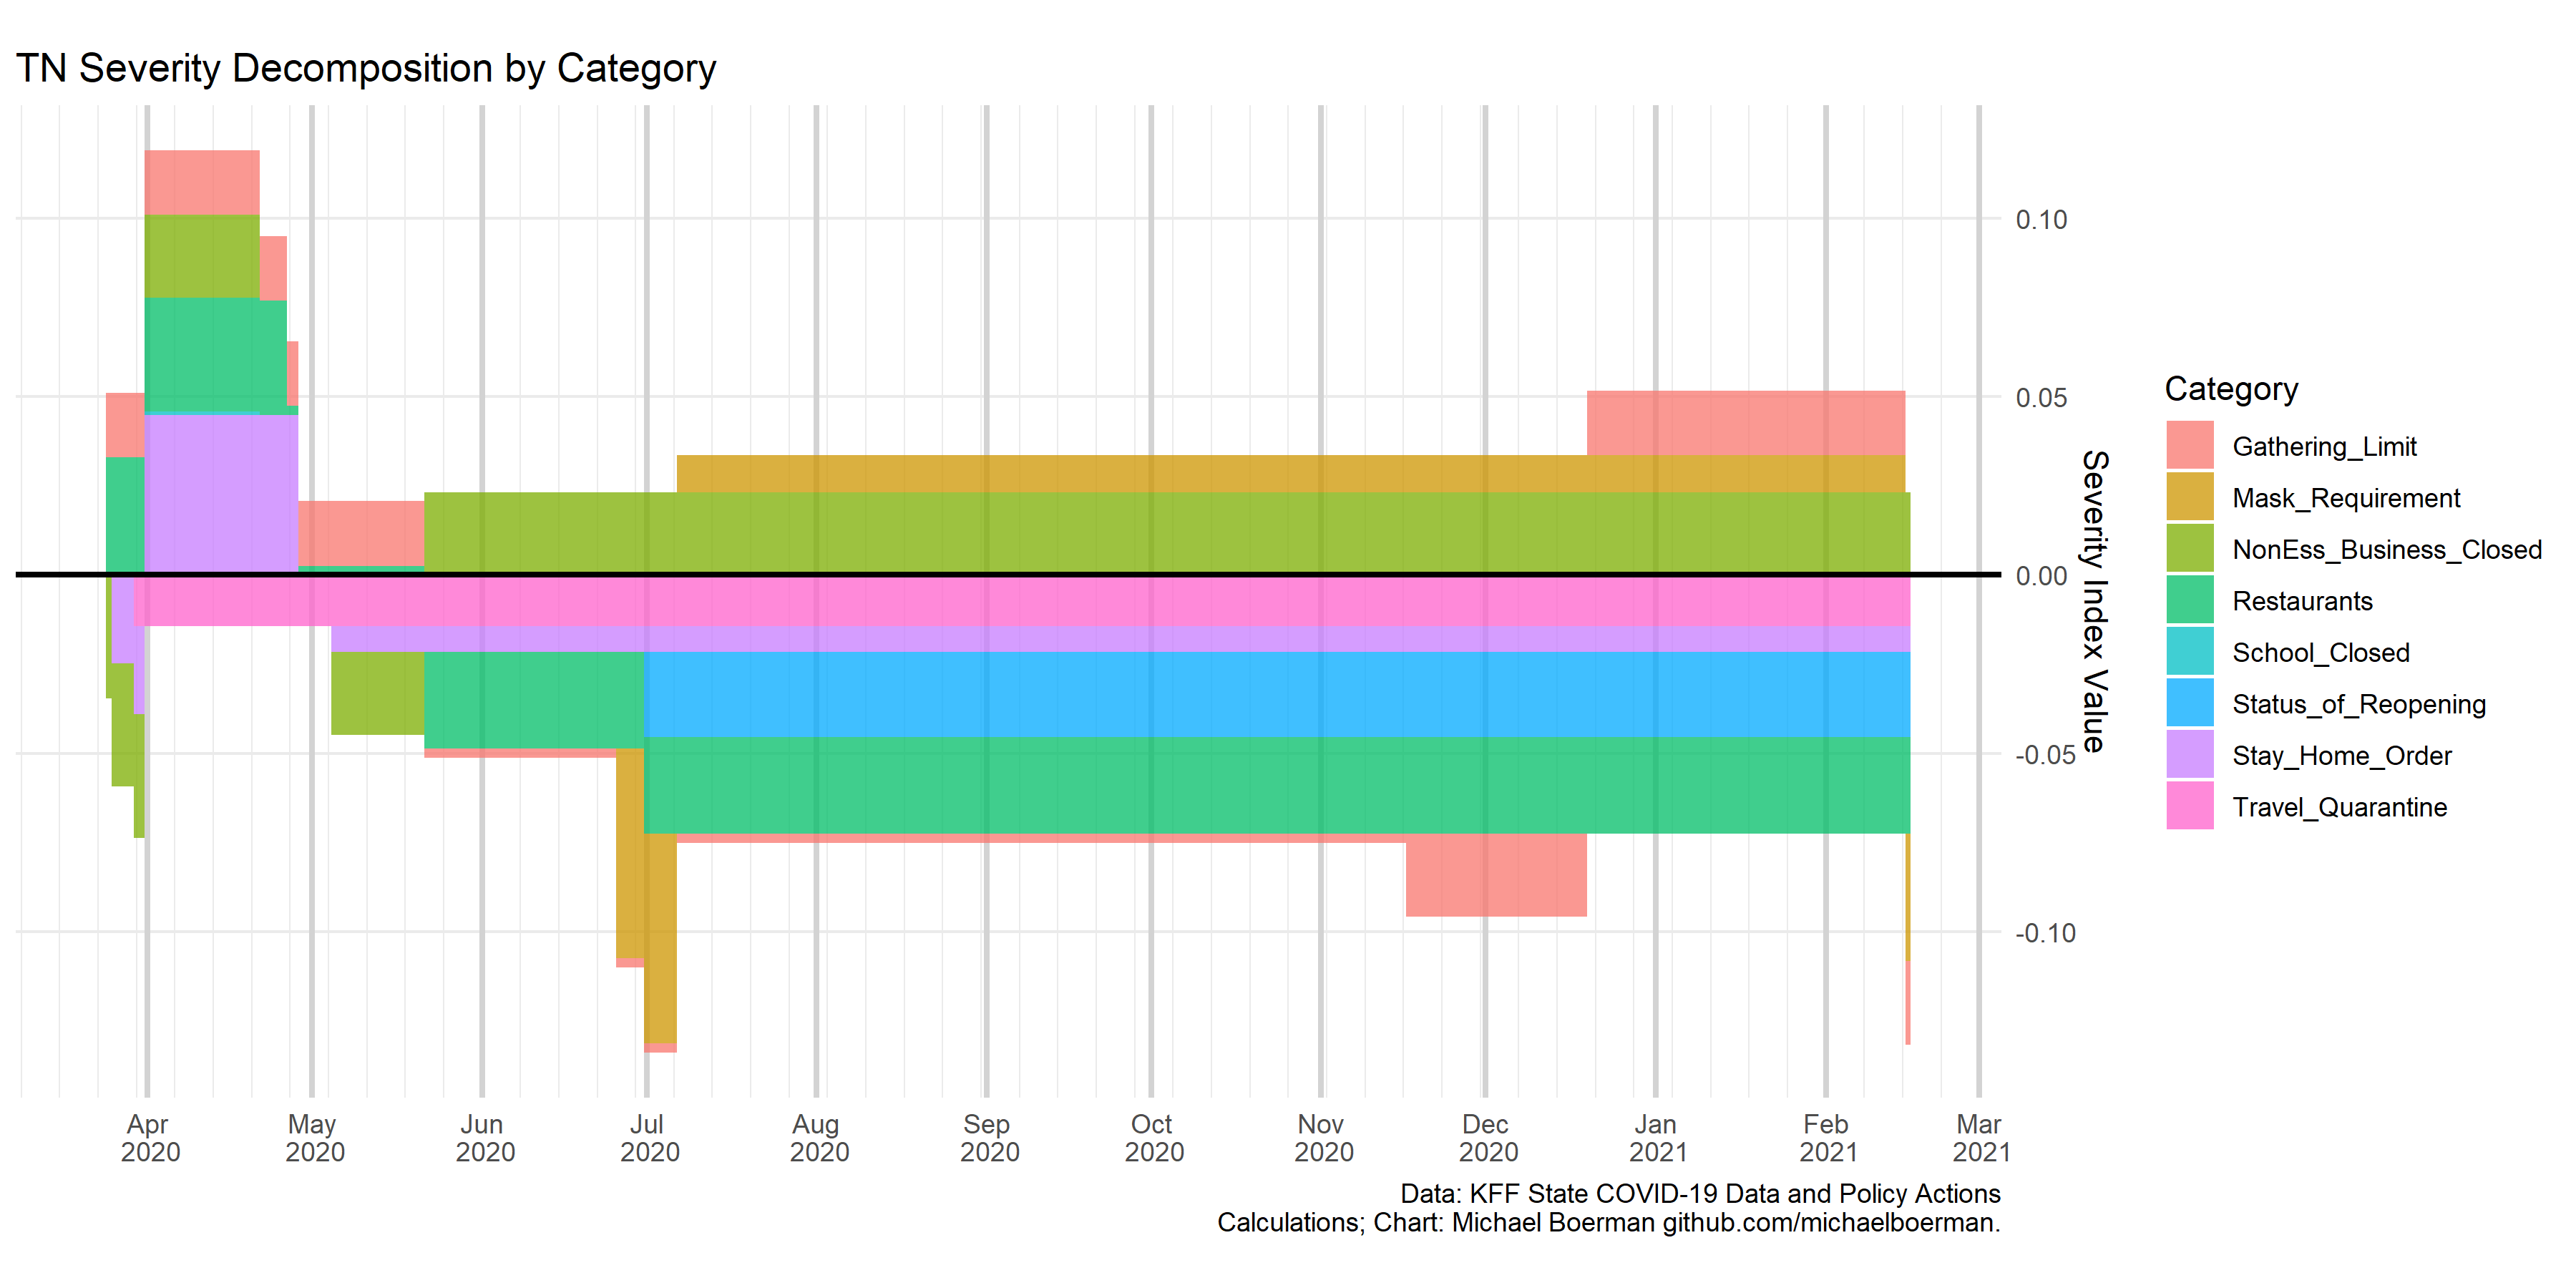 TN Severity Decomposition by Category
0.10
0.05
0.00
-0.05
-0.10
Severity Index Value
Category
Gathering_Limit
Mask_Requirement
NonEss_Business_Closed
Restaurants
School_Closed
Status_of_Reopening
Stay_Home_Order
Travel_Quarantine
Apr May Jun Jul Aug Sep Oct Nov Dec Jan Feb Mar
2020 2020 2020 2020 2020 2020 2020 2020 2020 2021 2021 2021
Data: KFF State COVID-19 Data and Policy Actions
Calculations; Chart: Michael Boerman github.com/michaelboerman.